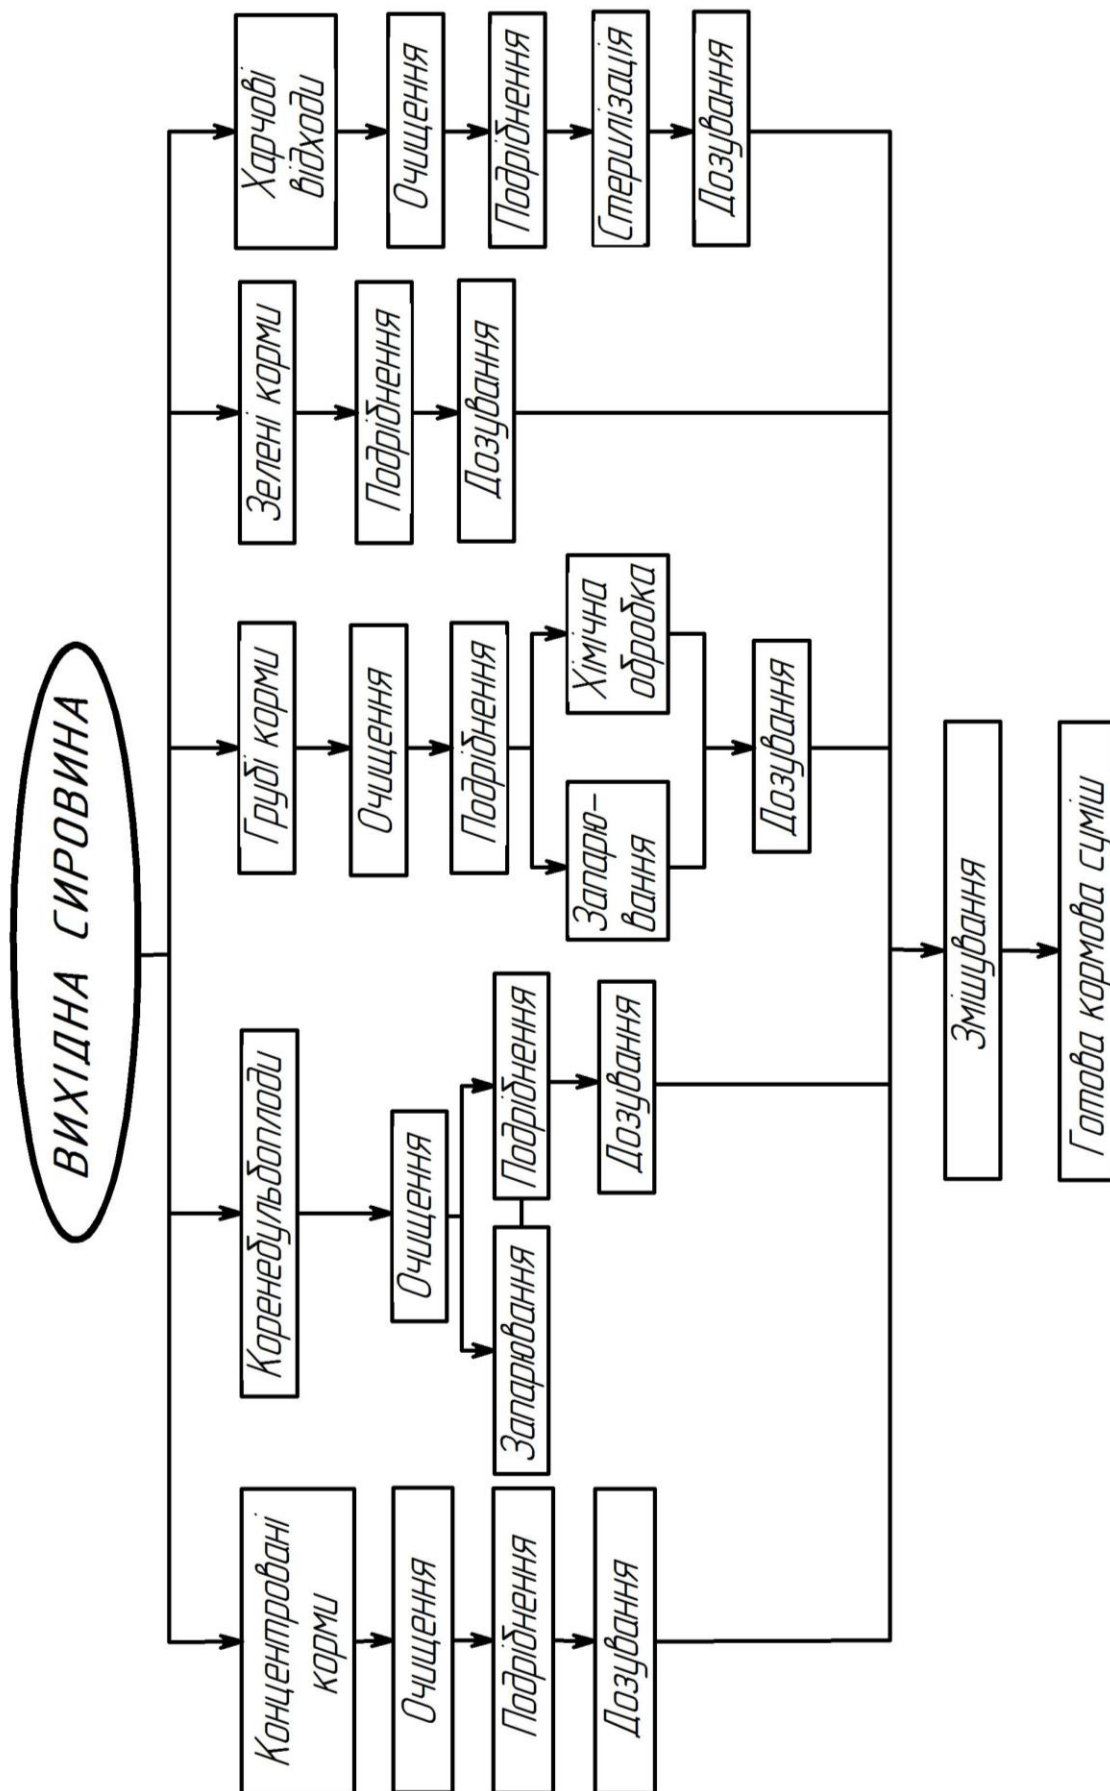 ВИХІДНА СИРОВИНА
Концентровані
корми
Очищення
Подрібнення
Дозування
Коренебульбоплоди
Очищення
Запарювання
Подрібнення
Дозування
Грубі корми
Очищення
Подрібнення
Запарю-
вання
Хімічна
обробка
Дозування
Зелені корми
Подрібнення
Дозування
Харчові
відходи
Очищення
Подрібнення
Стерилізація
Дозування
Змішування
Готова кормова суміш